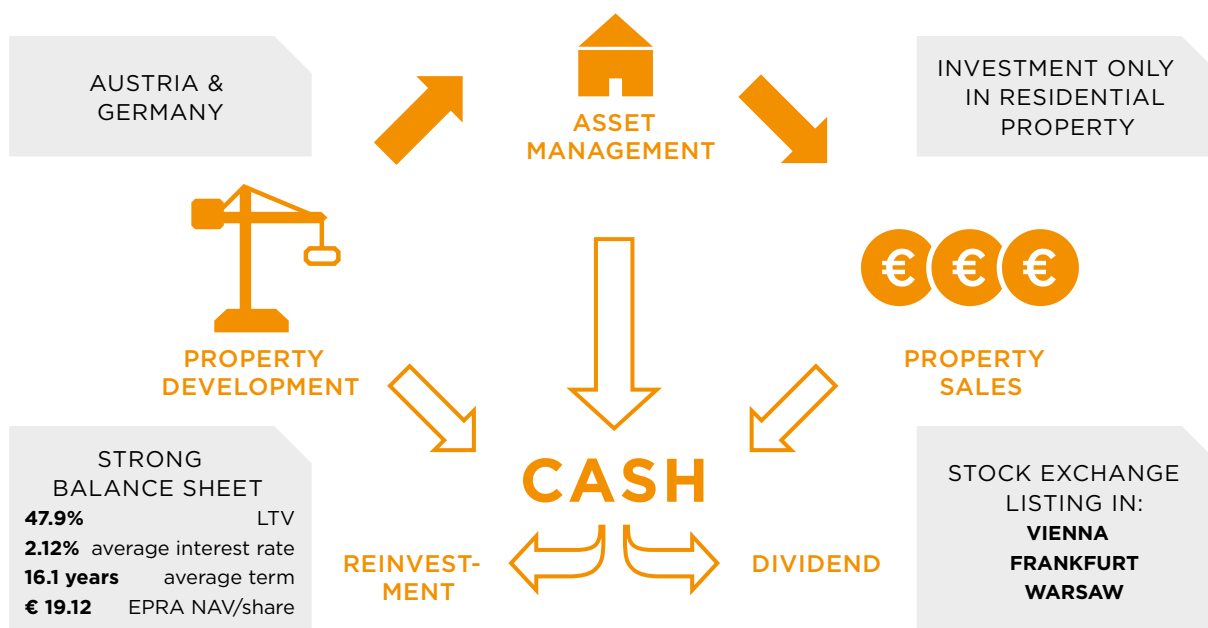 AUSTRIA &
GERMANY
ASSET
MANAGEMENT
INVESTMENT ONLY
IN RESIDENTIAL
PROPERTY
€ € €
PROPERTY
DEVELOPMENT
PROPERTY
SALES
STRONG
BALANCE SHEET
47.9% LTV
2.12% average interest rate
16.1 years average term
€ 19.12 EPRA NAV/share
CASH
REINVEST-
MENT
DIVIDEND
STOCK EXCHANGE
LISTING IN:
VIENNA
FRANKFURT
WARSAW